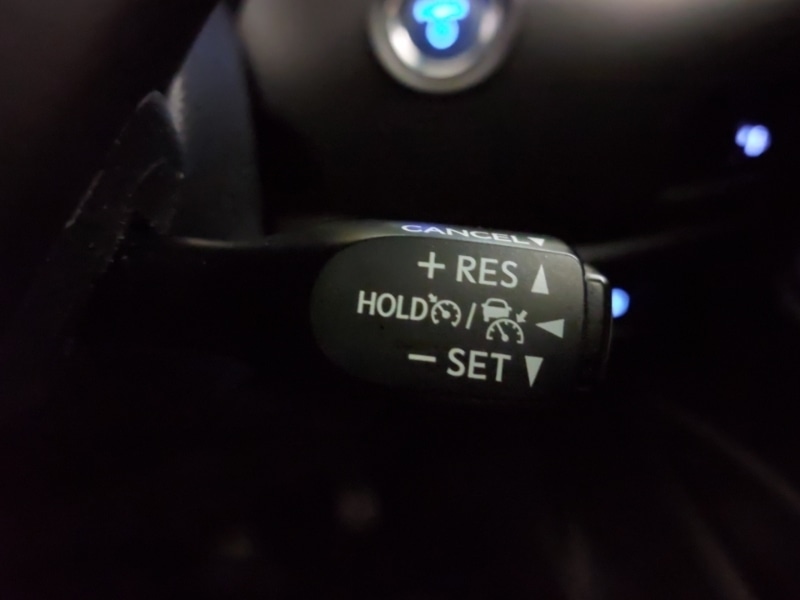 CANCEL▼
+ RES ▲
HOLD / ◀
− SET ▼